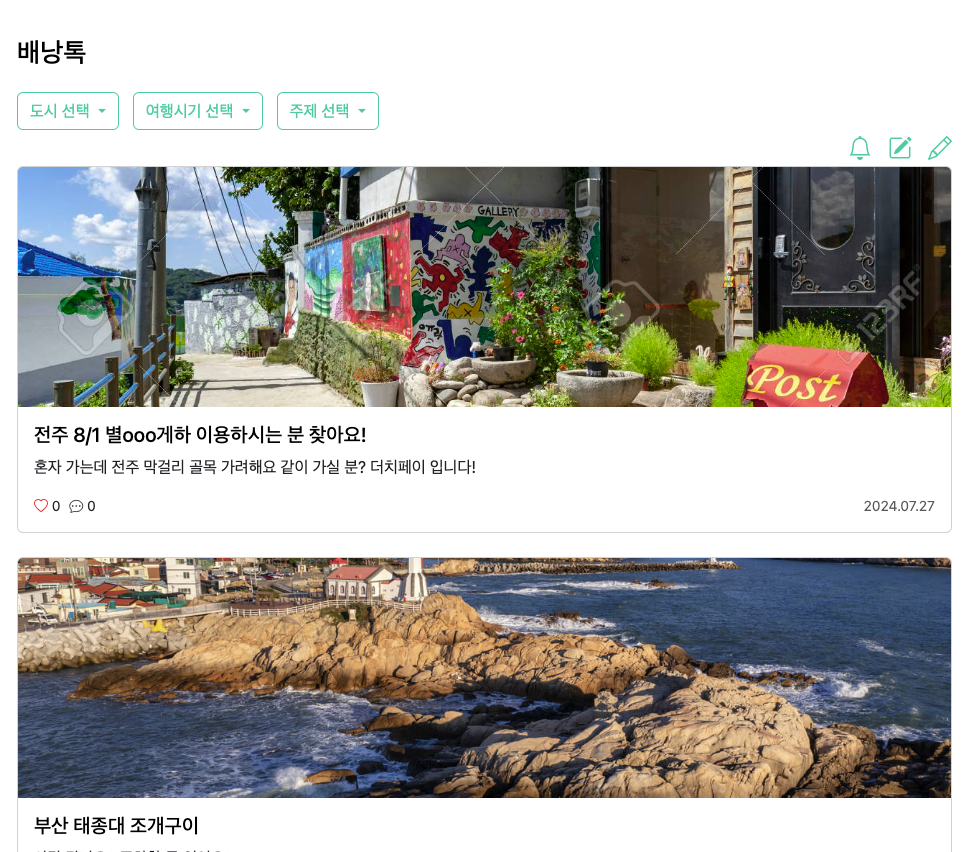 배낭톡
도시 선택
여행시기 선택
주제 선택
GALLERY
123RF
Post
전주 8/1 별ooo게하 이용하시는 분 찾아요!
혼자 가는데 전주 막걸리 골목 가려해요 같이 가실 분? 더치페이 입니다!
0 0
2024.07.27
부산 태종대 조개구이